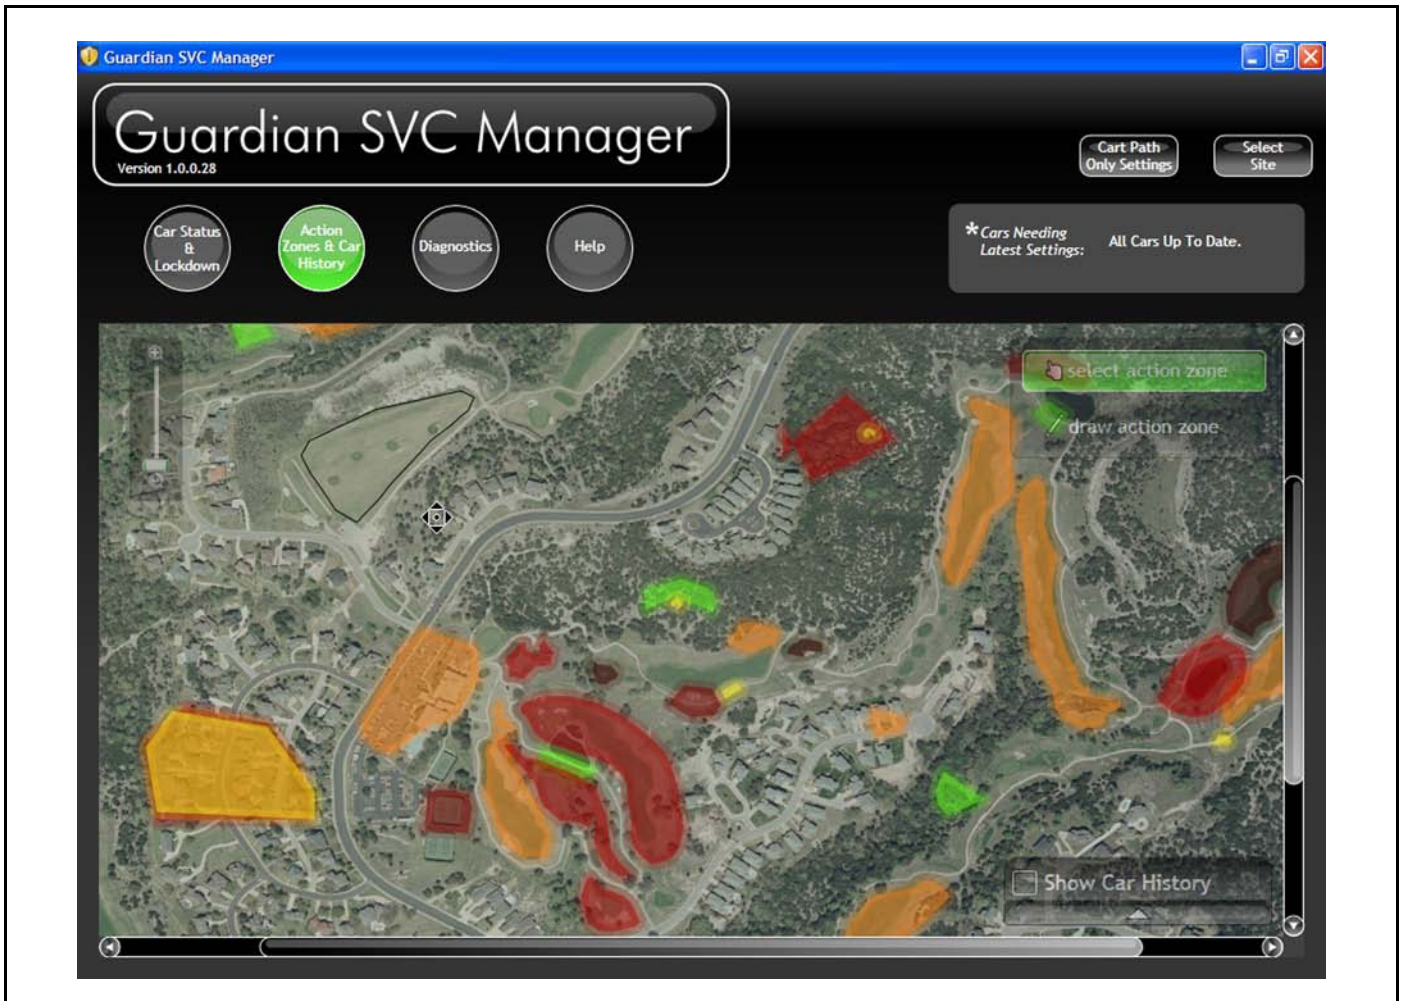 Guardian SVC Manager
Guardian SVC Manager
Version 1.0.0.28
Cart Path
Only Settings
Select
Site
Car Status
&
Lockdown
Action
Zones & Car
History
Diagnostics
Help
*Cars Needing
Latest Settings:
All Cars Up To Date.
select action zone
draw action zone
Show Car History